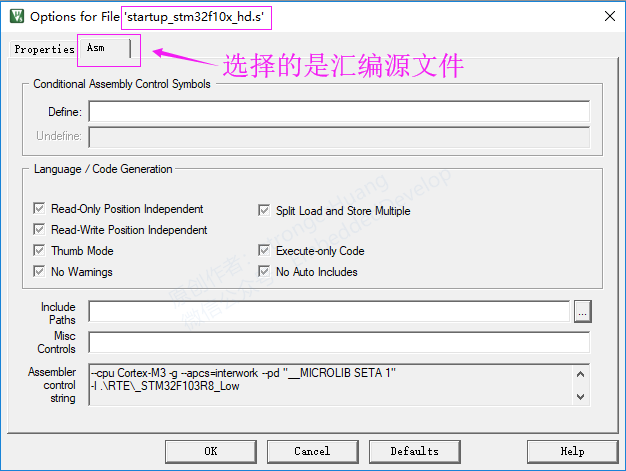 Options for File 'startup_stm32f10x_hd.s'
Properties
Asm
选择的是汇编源文件
Conditional Assembly Control Symbols
Define:
Undefine:
Language / Code Generation
Read-Only Position Independent
Split Load and Store Multiple
Read-Write Position Independent
Thumb Mode
Execute-only Code
No Warnings
No Auto Includes
Include
Paths
...
Misc
Controls
Assembler
control
string
--cpu Cortex-M3 -g --apcs=interwork --pd "__MICROLIB SETA 1"
-I .\RTE\_STM32F103R8_Low
OK
Cancel
Defaults
Help